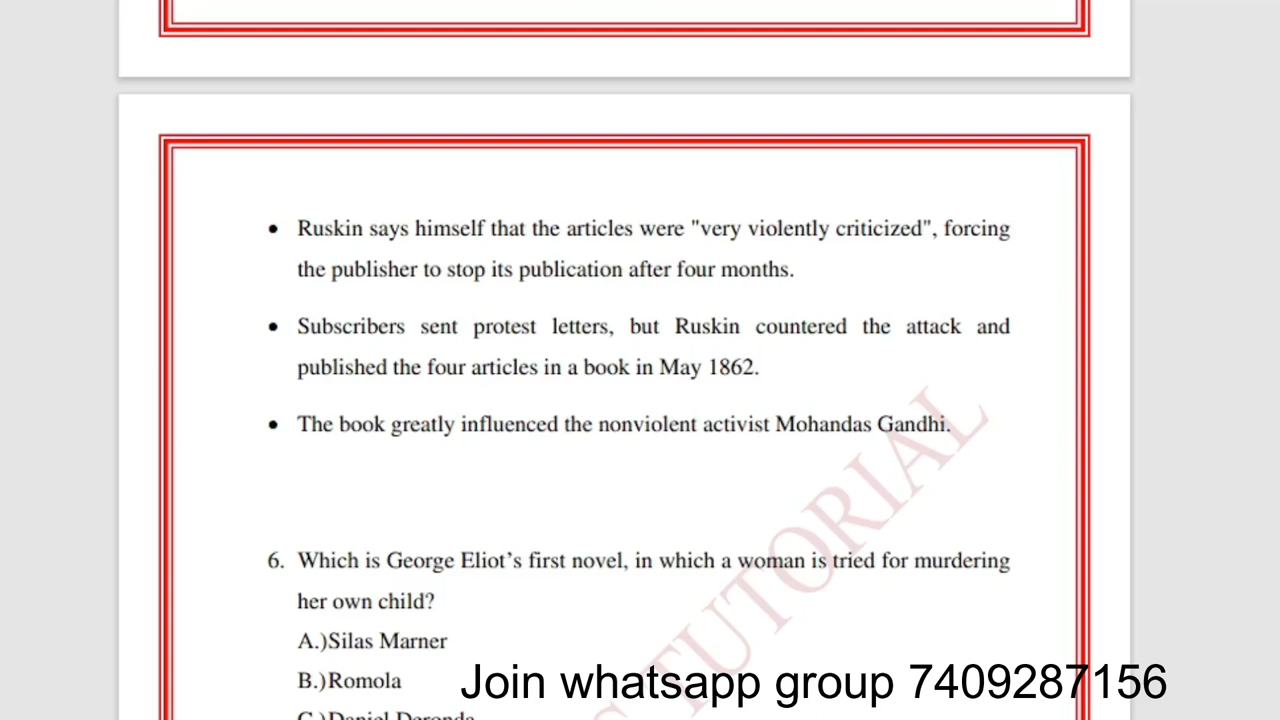 • Ruskin says himself that the articles were "very violently criticized", forcing
the publisher to stop its publication after four months.
• Subscribers sent protest letters, but Ruskin countered the attack and
published the four articles in a book in May 1862.
• The book greatly influenced the nonviolent activist Mohandas Gandhi.
6. Which is George Eliot’s first novel, in which a woman is tried for murdering
her own child?
A.)Silas Marner
B.)Romola
C.)Daniel Deronda
S TUTORIAL
Join whatsapp group 7409287156